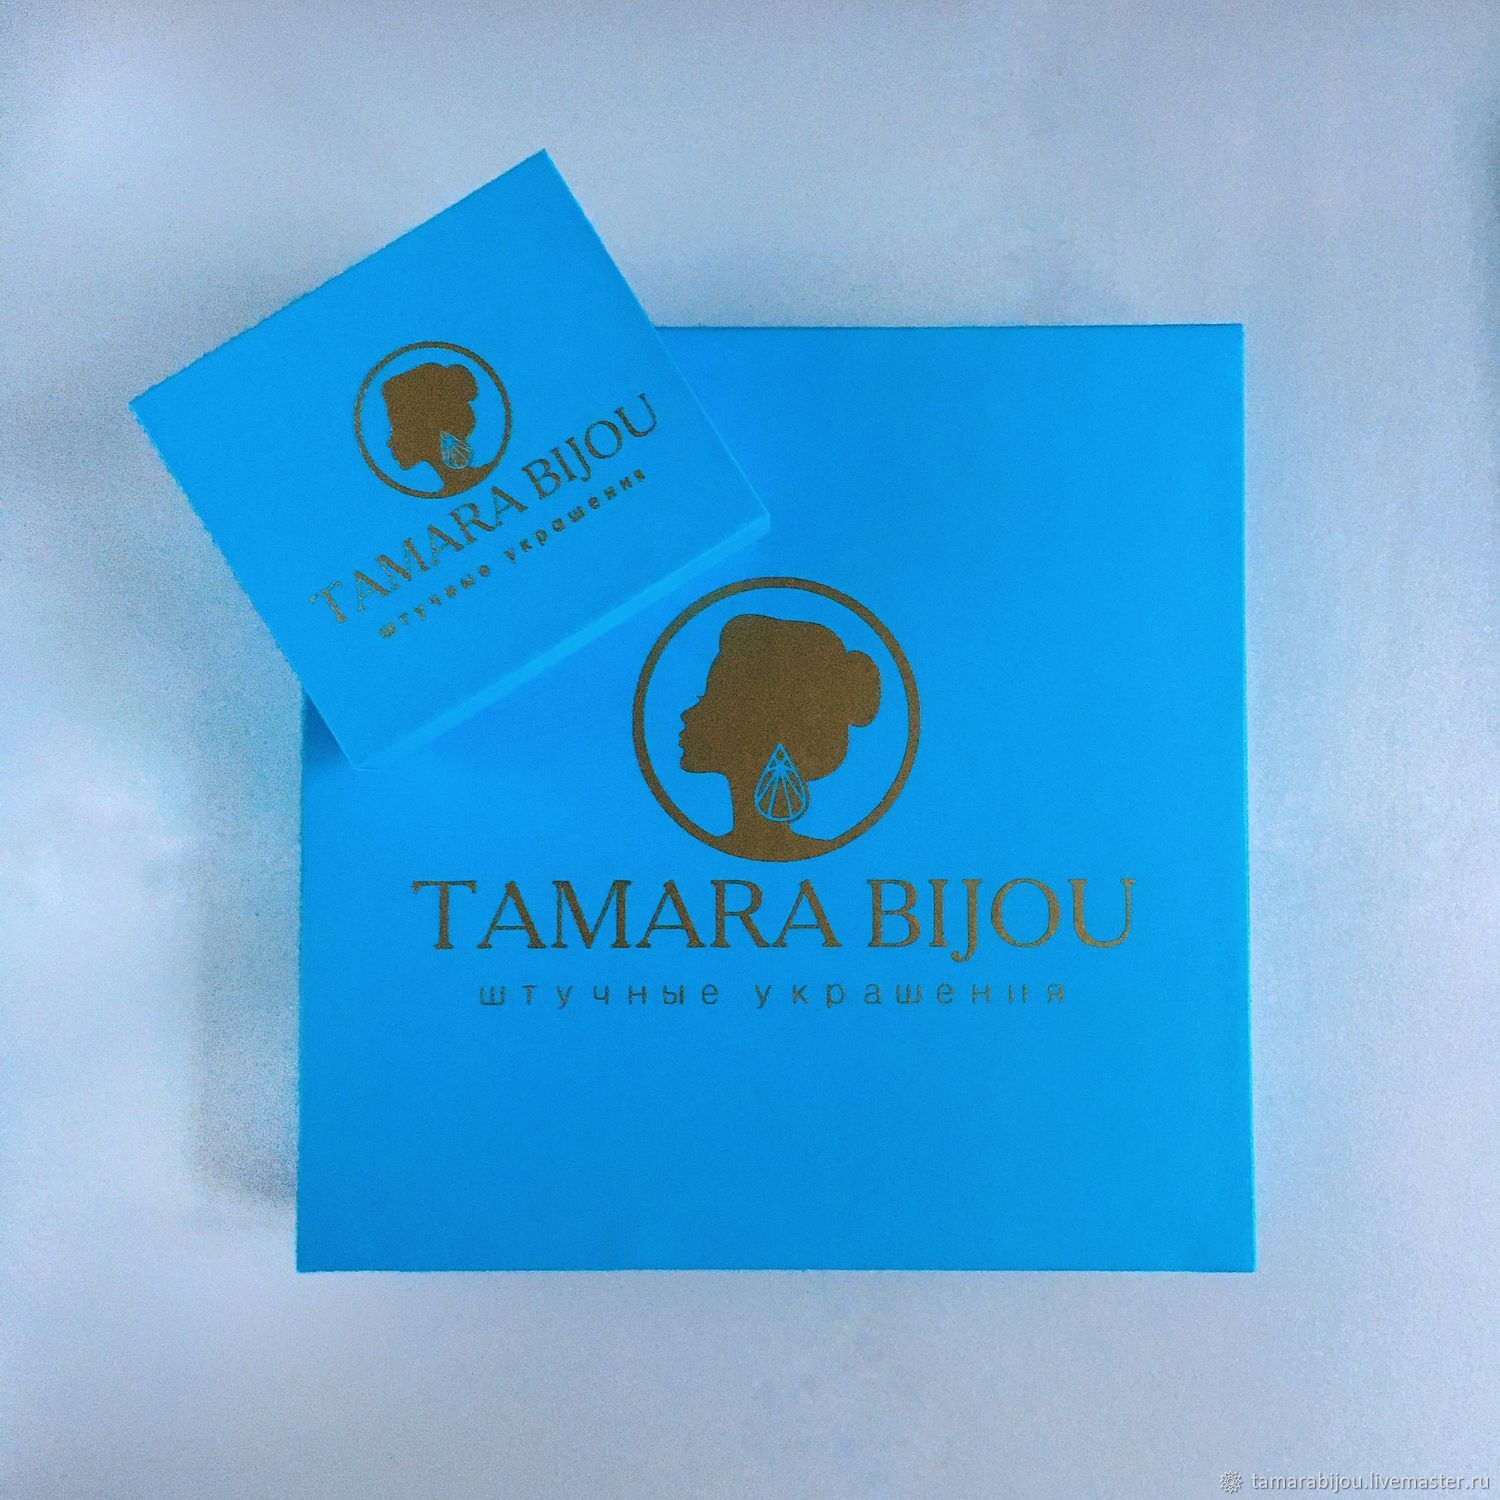 TAMARA BIJOU
штучные украшения
TAMARA BIJOU
штучные украшения
tamarabijou.livemaster.ru